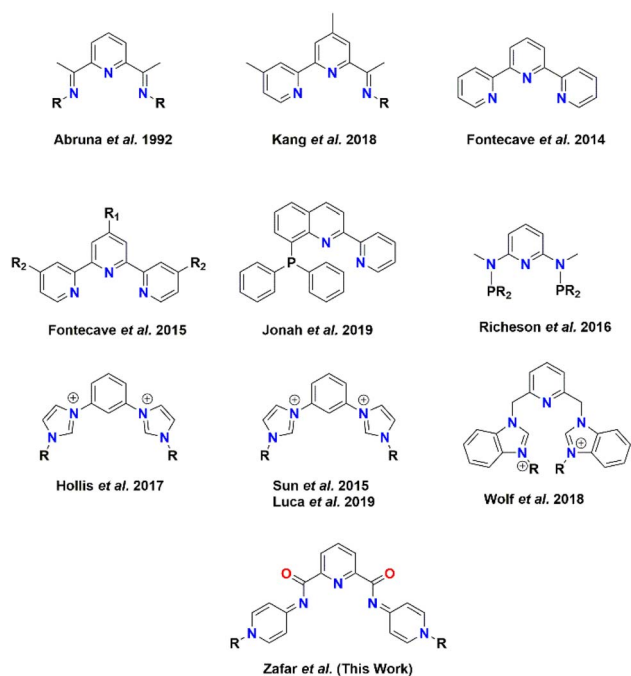 N
N
N
R
R
Abruna et al. 1992
N
N
N
R
Kang et al. 2018
N
N
N
Fontecave et al. 2014
R1
R2
R2
N
N
N
Fontecave et al. 2015
N
P
N
Jonah et al. 2019
N
N
N
PR2
PR2
Richeson et al. 2016
N
N
N
N
R
R
Hollis et al. 2017
N
N
N
N
R
R
Sun et al. 2015
Luca et al. 2019
N
N
N
N
N
R
R
Wolf et al. 2018
O
O
N
N
N
N
N
R
R
Zafar et al. (This Work)